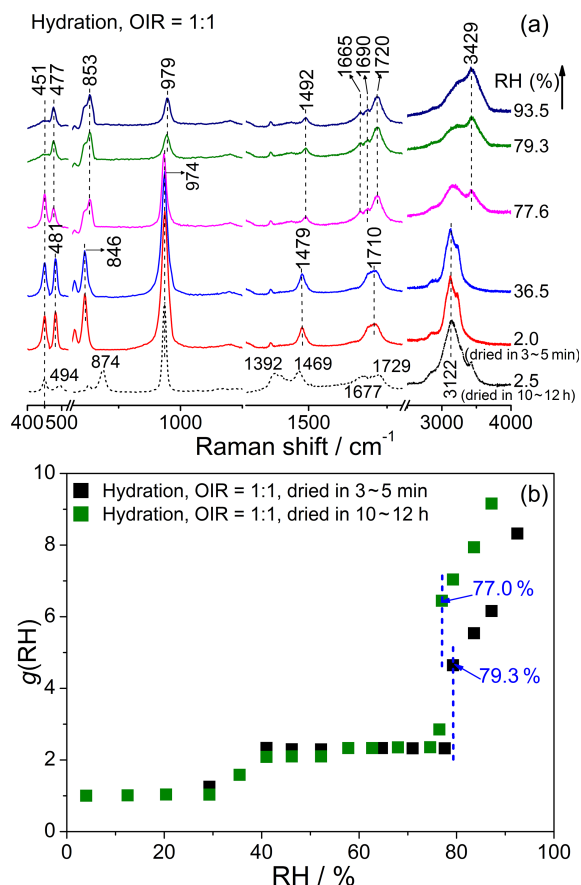 Hydration, OIR = 1:1
(a)
451
477
853
979
1492
1665
1690
1720
3429
RH (%)
93.5
79.3
974
77.6
481
846
1479
1710
36.5
2.0
(dried in 3~5 min)
494
874
1392
1469
1677
1729
3122
2.5
(dried in 10~12 h)
400 500 1000 1500 3000 4000
Raman shift / cm-1
(b)
Hydration, OIR = 1:1, dried in 3~5 min
Hydration, OIR = 1:1, dried in 10~12 h
10
8
6
4
2
0
g(RH)
77.0 %
79.3 %
0 20 40 60 80 100
RH / %